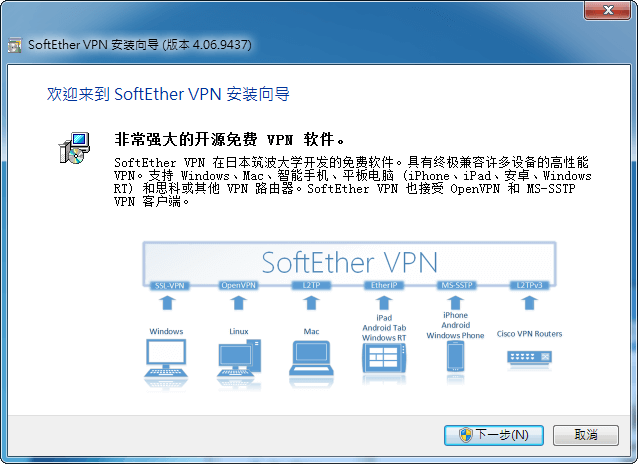 SoftEther VPN 安装向导 (版本 4.06.9437)
欢迎来到 SoftEther VPN 安装向导
非常强大的开源免费 VPN 软件。
SoftEther VPN 在日本筑波大学开发的免费软件。具有终极兼容许多设备的高性能
VPN。支持 Windows、Mac、智能手机、平板电脑 (iPhone、iPad、安卓、Windows
RT) 和思科或其他 VPN 路由器。SoftEther VPN 也接受 OpenVPN 和 MS-SSTP
VPN 客户端。
SoftEther VPN
SSL-VPN OpenVPN L2TP EtherIP MS-SSTP L2TPv3
Windows
Linux
Mac
iPad
Android Tab
Windows RT
iPhone
Android
Windows Phone
Cisco VPN Routers
下一步(N)
取消